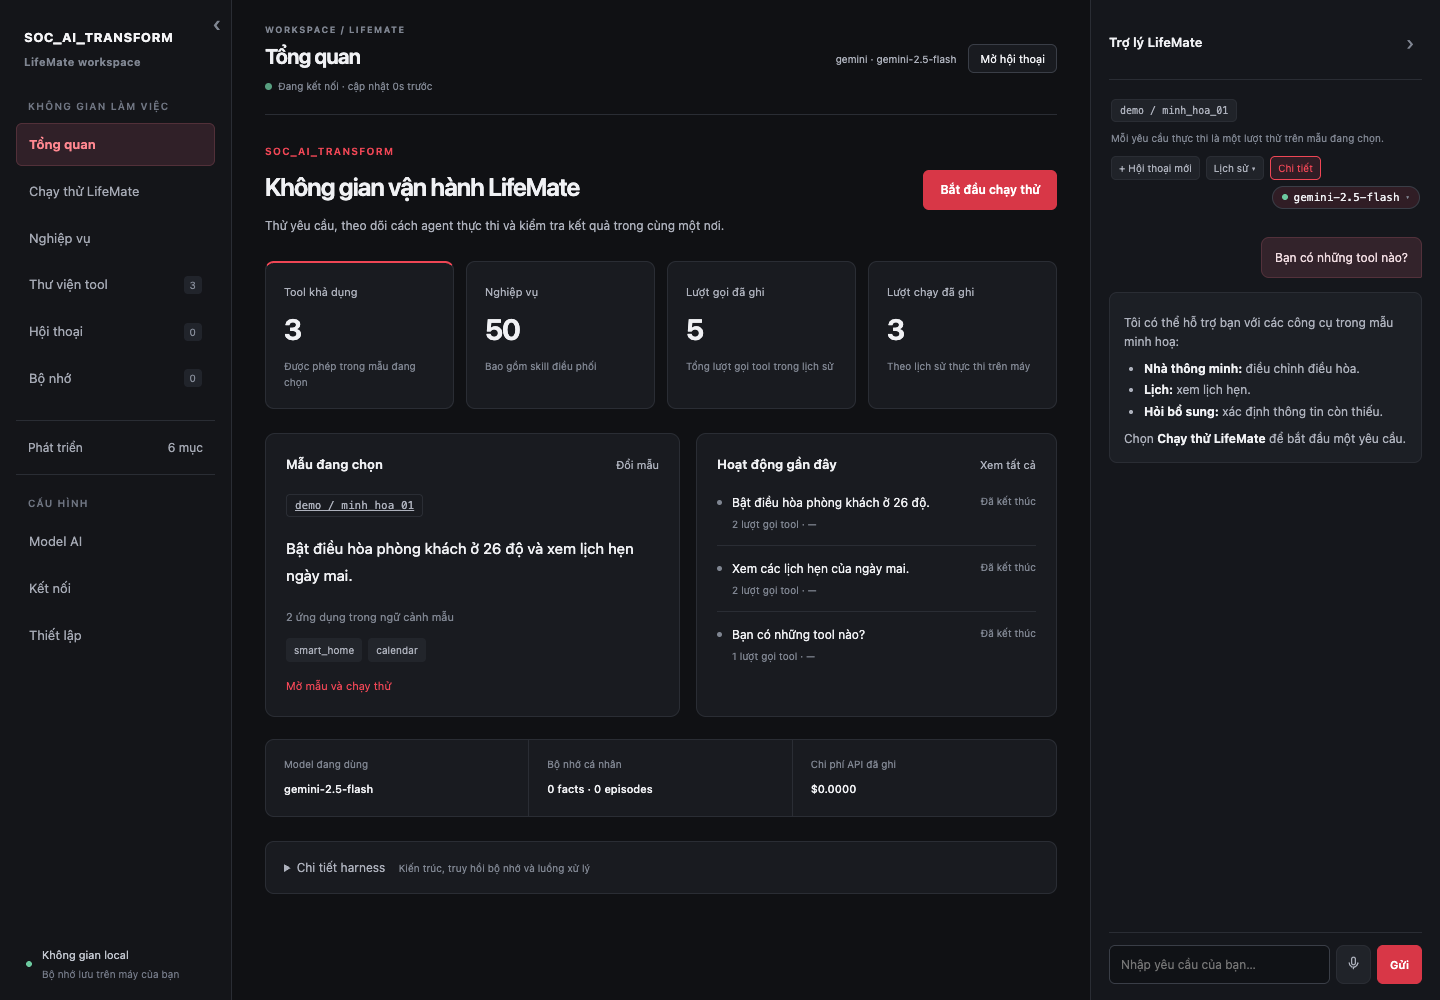 SOC_AI_TRANSFORM
LifeMate workspace
KHÔNG GIAN LÀM VIỆC
Tổng quan
Chạy thử LifeMate
Nghiệp vụ
Thư viện tool
3
Hội thoại
0
Bộ nhớ
0
Phát triển
6 mục
CẤU HÌNH
Model AI
Kết nối
Thiết lập
Không gian local
Bộ nhớ lưu trên máy của bạn
WORKSPACE / LIFEMATE
Tổng quan
Đang kết nối · cập nhật 0s trước
gemini · gemini-2.5-flash
Mở hội thoại
SOC_AI_TRANSFORM
Không gian vận hành LifeMate
Thử yêu cầu, theo dõi cách agent thực thi và kiểm tra kết quả trong cùng một nơi.
Bắt đầu chạy thử
Tool khả dụng
3
Được phép trong mẫu đang
chọn
Nghiệp vụ
50
Bao gồm skill điều phối
Lượt gọi đã ghi
5
Tổng lượt gọi tool trong lịch sử
Lượt chạy đã ghi
3
Theo lịch sử thực thi trên máy
Mẫu đang chọn
Đổi mẫu
demo / minh_hoa_01
Bật điều hòa phòng khách ở 26 độ và xem lịch hẹn
ngày mai.
2 ứng dụng trong ngữ cảnh mẫu
smart_home
calendar
Mở mẫu và chạy thử
Hoạt động gần đây
Xem tất cả
Bật điều hòa phòng khách ở 26 độ.
Đã kết thúc
2 lượt gọi tool · —
Xem các lịch hẹn của ngày mai.
Đã kết thúc
2 lượt gọi tool · —
Bạn có những tool nào?
Đã kết thúc
1 lượt gọi tool · —
Model đang dùng
gemini-2.5-flash
Bộ nhớ cá nhân
0 facts · 0 episodes
Chi phí API đã ghi
$0.0000
Chi tiết harness
Kiến trúc, truy hồi bộ nhớ và luồng xử lý
Trợ lý LifeMate
demo / minh_hoa_01
Mỗi yêu cầu thực thi là một lượt thử trên mẫu đang chọn.
+ Hội thoại mới
Lịch sử ▾
Chi tiết
gemini-2.5-flash
Bạn có những tool nào?
Tôi có thể hỗ trợ bạn với các công cụ trong mẫu
minh hoạ:
• Nhà thông minh: điều chỉnh điều hòa.
• Lịch: xem lịch hẹn.
• Hỏi bổ sung: xác định thông tin còn thiếu.
Chọn Chạy thử LifeMate để bắt đầu một yêu cầu.
Nhập yêu cầu của bạn...
Gửi